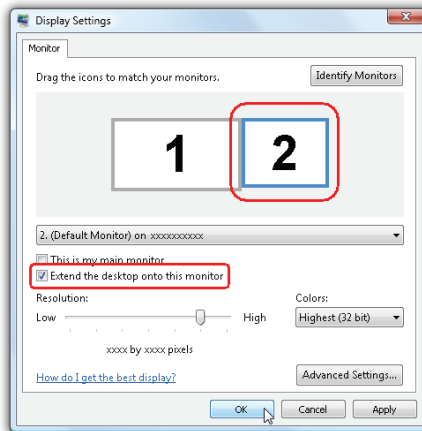 Display Settings
Monitor
Drag the icons to match your monitors.
Identify Monitors
1
2
2. (Default Monitor) on xxxxxxxxxx
This is my main monitor
Extend the desktop onto this monitor
Resolution:
Colors:
Low
High
Highest (32 bit)
xxxx by xxxx pixels
How do I get the best display?
Advanced Settings...
OK
Cancel
Apply